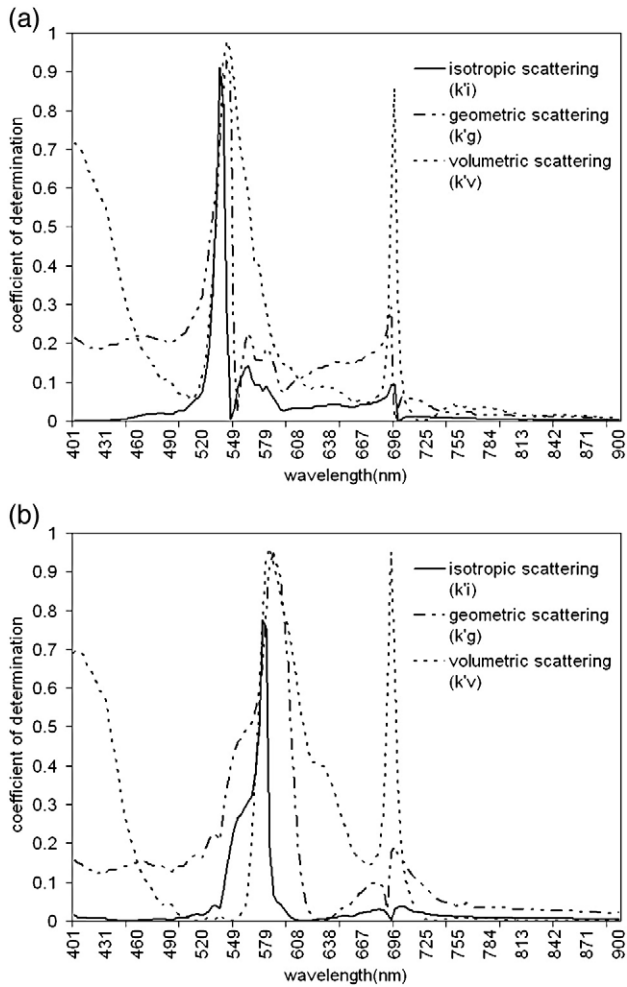 (a)
1
0.9
0.8
0.7
0.6
0.5
0.4
0.3
0.2
0.1
0
coefficient of determination
isotropic scattering
(k'i)
geometric scattering
(k'g)
volumetric scattering
(k'v)
401 431 460 490 520 549 579 608 638 667 696 725 755 784 813 842 871 900
wavelength(nm)
(b)
1
0.9
0.8
0.7
0.6
0.5
0.4
0.3
0.2
0.1
0
coefficient of determination
isotropic scattering
(k'i)
geometric scattering
(k'g)
volumetric scattering
(k'v)
401 431 460 490 520 549 579 608 638 667 696 725 755 784 813 842 871 900
wavelength(nm)